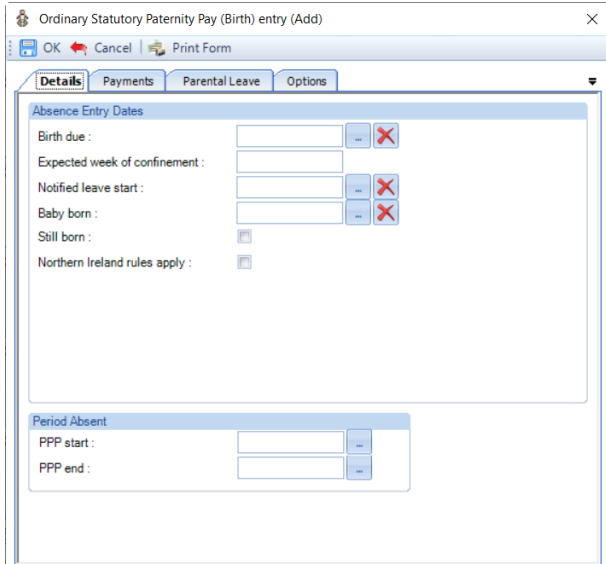 Ordinary Statutory Paternity Pay (Birth) entry (Add)
OK Cancel Print Form
Details Payments Parental Leave Options
Absence Entry Dates
Birth due :
...
Expected week of confinement :
Notified leave start :
...
Baby born :
...
Still born :
Northern Ireland rules apply :
Period Absent
PPP start :
...
PPP end :
...